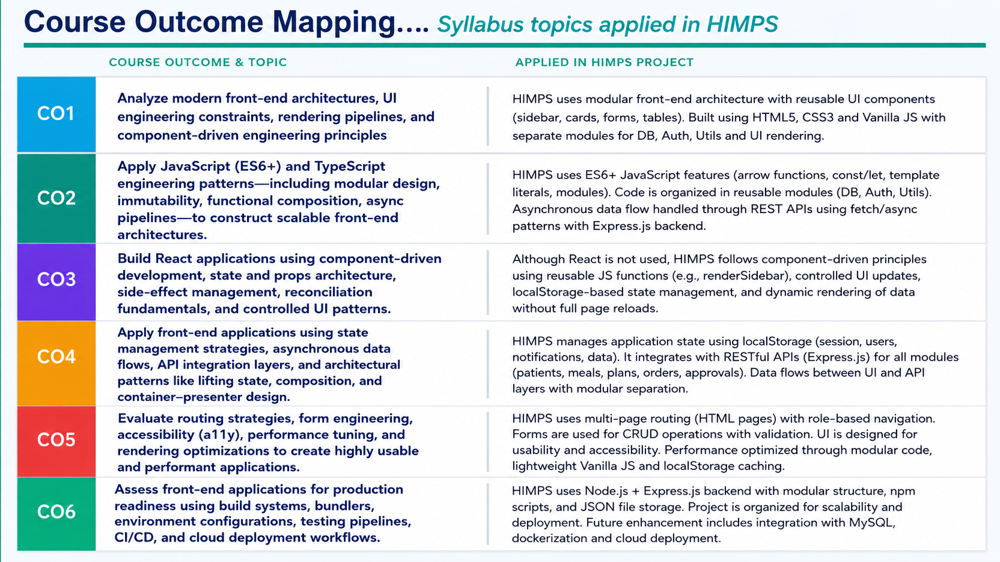 Course Outcome Mapping.... Syllabus topics applied in HIMPS
COURSE OUTCOME & TOPIC
APPLIED IN HIMPS PROJECT
CO1
Analyze modern front-end architectures, UI
engineering constraints, rendering pipelines, and
component-driven engineering principles
HIMPS uses modular front-end architecture with reusable UI components
(sidebar, cards, forms, tables). Built using HTML5, CSS3 and Vanilla JS with
separate modules for DB, Auth, Utils and UI rendering.
CO2
Apply JavaScript (ES6+) and TypeScript
engineering patterns—including modular design,
immutability, functional composition, async
pipelines—to construct scalable front-end
architectures.
HIMPS uses ES6+ JavaScript features (arrow functions, const/let, template
literals, modules). Code is organized in reusable modules (DB, Auth, Utils).
Asynchronous data flow handled through REST APIs using fetch/async
patterns with Express.js backend.
CO3
Build React applications using component-driven
development, state and props architecture,
side-effect management, reconciliation
fundamentals, and controlled UI patterns.
Although React is not used, HIMPS follows component-driven principles
using reusable JS functions (e.g., renderSidebar), controlled UI updates,
localStorage-based state management, and dynamic rendering of data
without full page reloads.
CO4
Apply front-end applications using state
management strategies, asynchronous data
flows, API integration layers, and architectural
patterns like lifting state, composition, and
container–presenter design.
HIMPS manages application state using localStorage (session, users,
notifications, data). It integrates with RESTful APIs (Express.js) for all modules
(patients, meals, plans, orders, approvals). Data flows between UI and API
layers with modular separation.
CO5
Evaluate routing strategies, form engineering,
accessibility (a11y), performance tuning, and
rendering optimizations to create highly usable
and performant applications.
HIMPS uses multi-page routing (HTML pages) with role-based navigation.
Forms are used for CRUD operations with validation. UI is designed for
usability and accessibility. Performance optimized through modular code,
lightweight Vanilla JS and localStorage caching.
CO6
Assess front-end applications for production
readiness using build systems, bundlers,
environment configurations, testing pipelines,
CI/CD, and cloud deployment workflows.
HIMPS uses Node.js + Express.js backend with modular structure, npm
scripts, and JSON file storage. Project is organized for scalability and
deployment. Future enhancement includes integration with MySQL,
dockerization and cloud deployment.